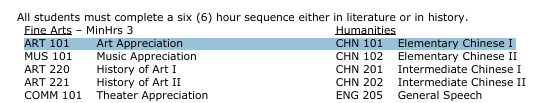 All students must complete a six (6) hour sequence either in literature or in history.
Fine Arts – MinHrs 3 Humanities
ART 101 Art Appreciation CHN 101 Elementary Chinese I
MUS 101 Music Appreciation CHN 102 Elementary Chinese II
ART 220 History of Art I CHN 201 Intermediate Chinese I
ART 221 History of Art II CHN 202 Intermediate Chinese II
COMM 101 Theater Appreciation ENG 205 General Speech